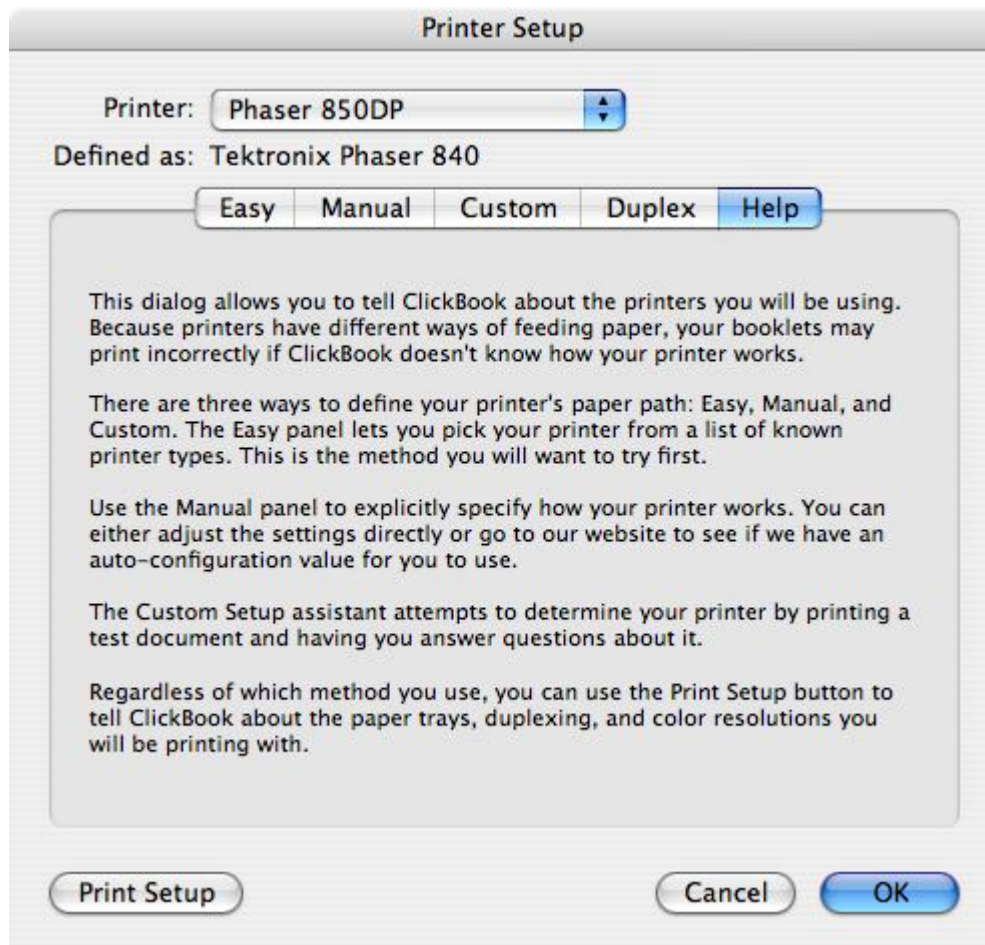 Printer Setup
Printer: Phaser 850DP
Defined as: Tektronix Phaser 840
Easy Manual Custom Duplex Help
This dialog allows you to tell ClickBook about the printers you will be using.
Because printers have different ways of feeding paper, your booklets may
print incorrectly if ClickBook doesn't know how your printer works.
There are three ways to define your printer's paper path: Easy, Manual, and
Custom. The Easy panel lets you pick your printer from a list of known
printer types. This is the method you will want to try first.
Use the Manual panel to explicitly specify how your printer works. You can
either adjust the settings directly or go to our website to see if we have an
auto-configuration value for you to use.
The Custom Setup assistant attempts to determine your printer by printing a
test document and having you answer questions about it.
Regardless of which method you use, you can use the Print Setup button to
tell ClickBook about the paper trays, duplexing, and color resolutions you
will be printing with.
Print Setup Cancel OK